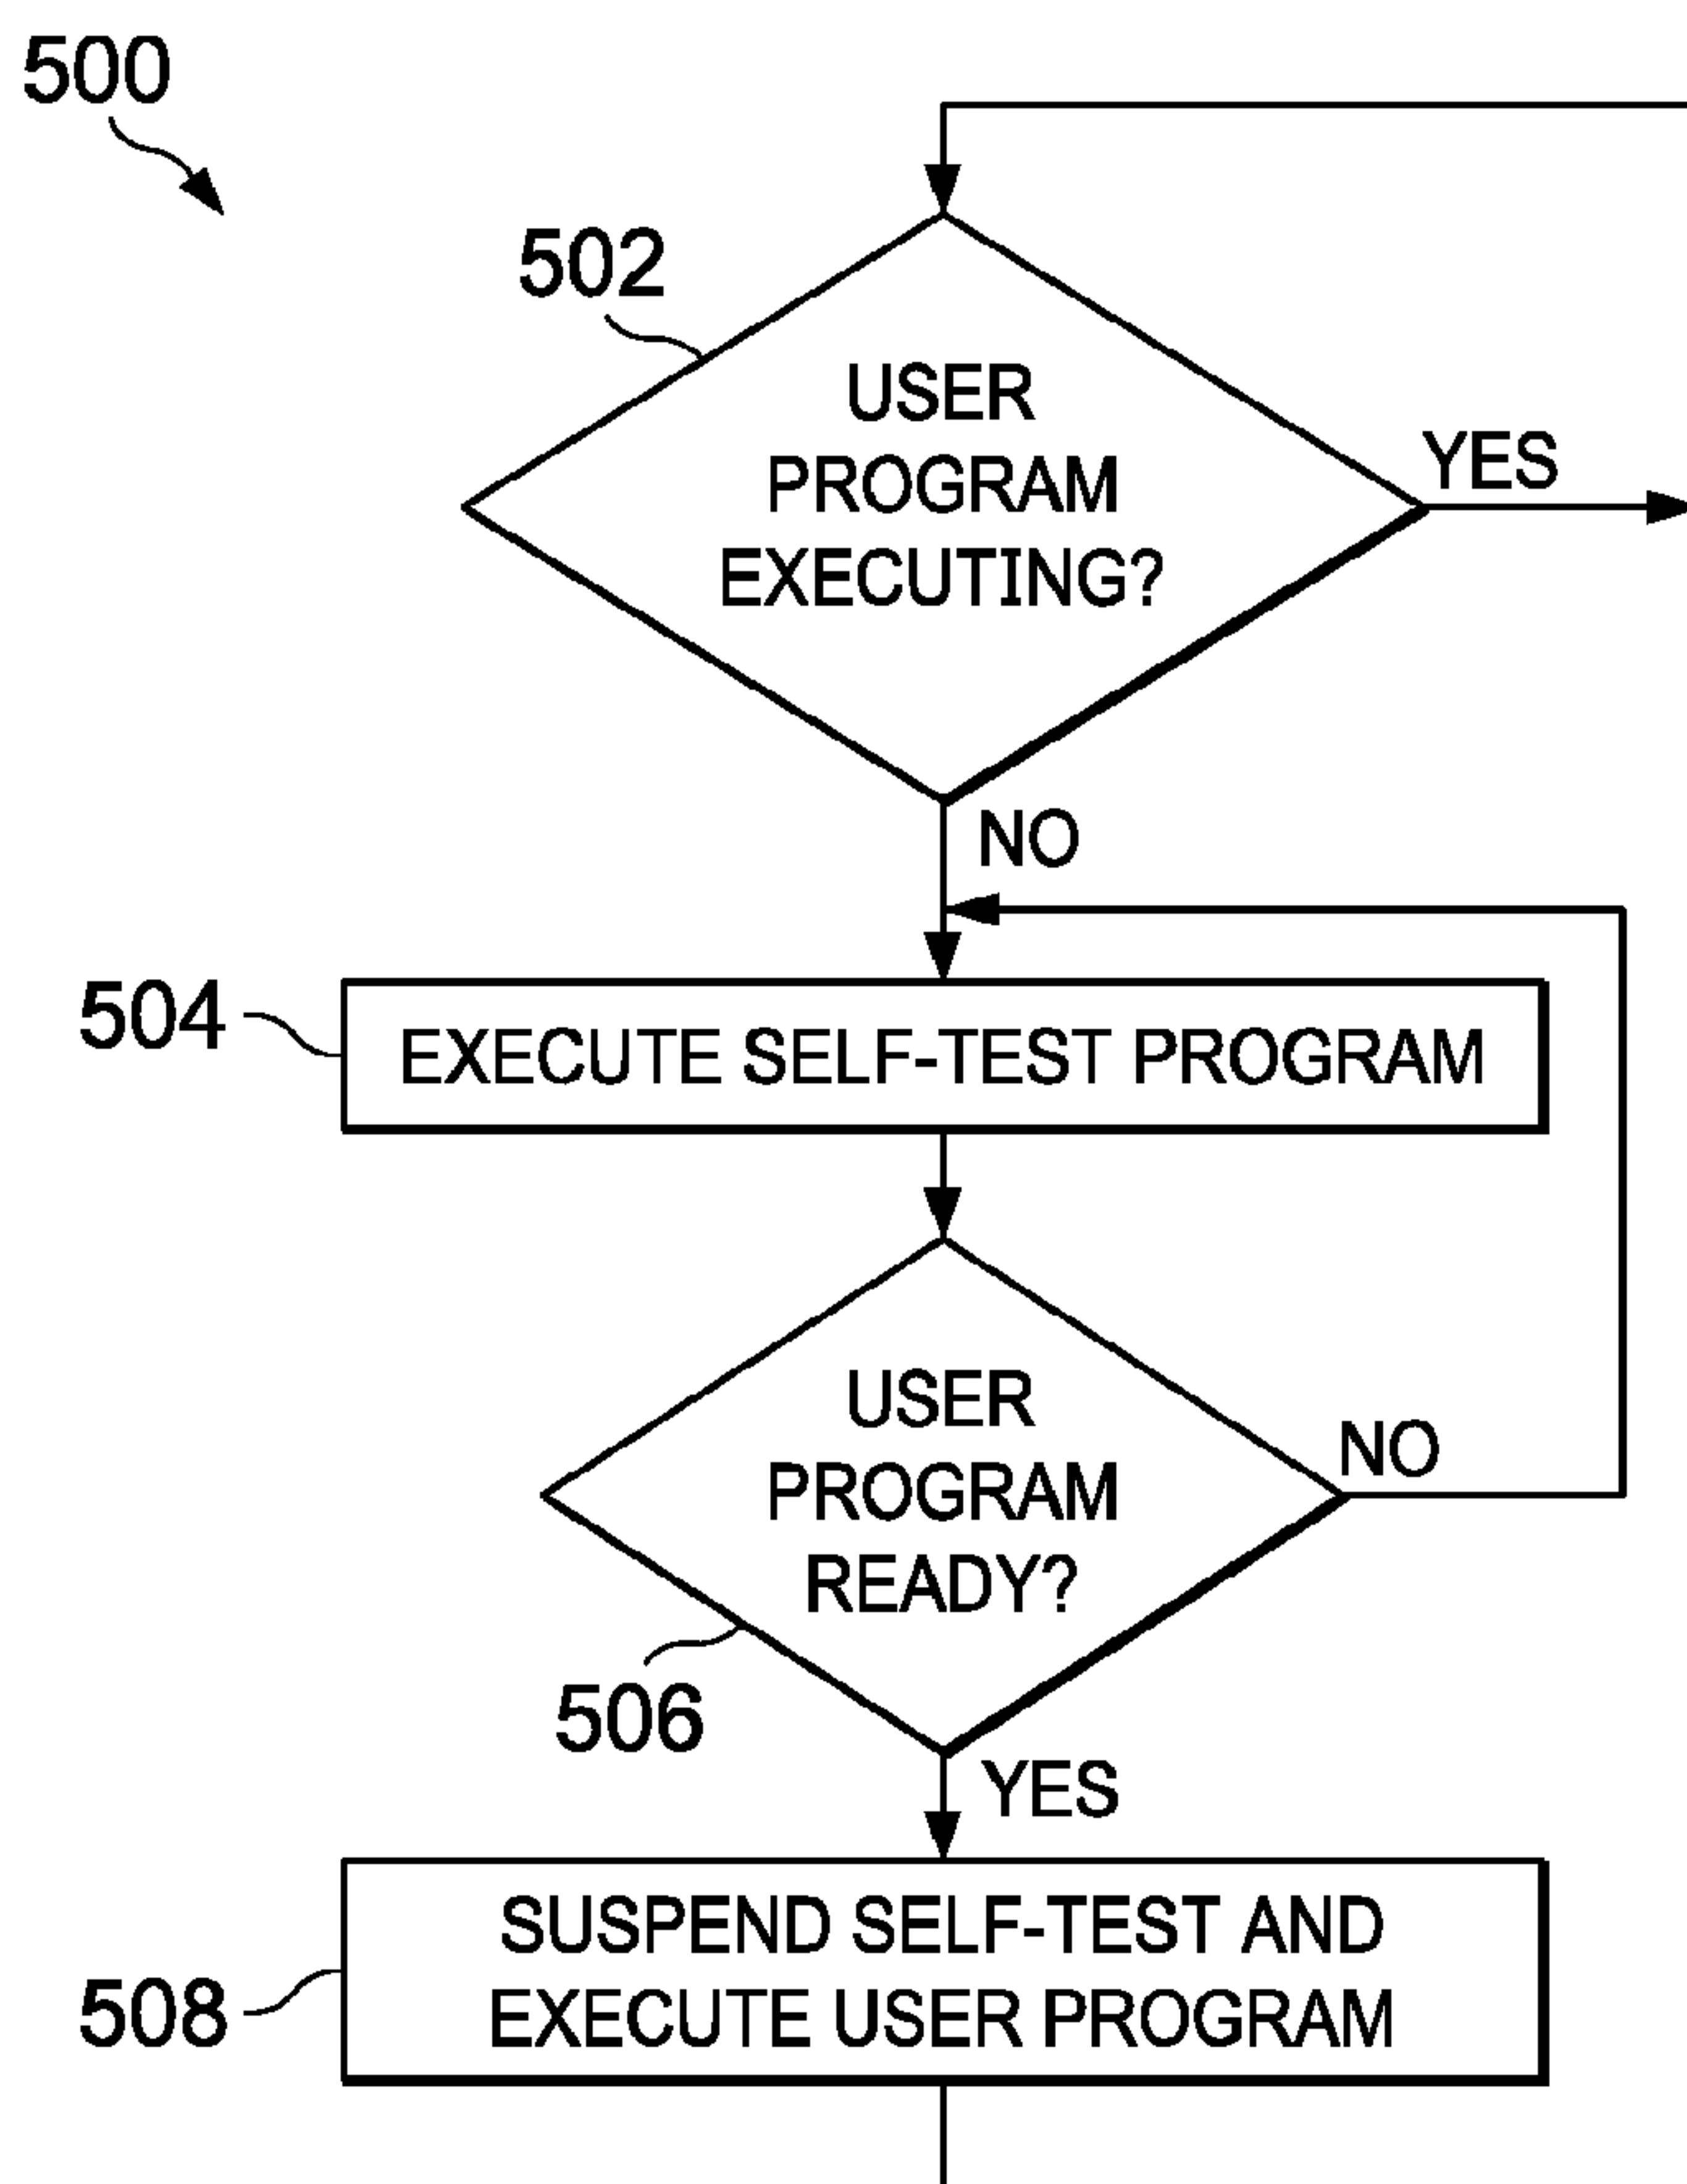 500
502
USER
PROGRAM
EXECUTING?
YES
NO
504
EXECUTE SELF-TEST PROGRAM
USER
PROGRAM
READY?
NO
506
YES
508
SUSPEND SELF-TEST AND
EXECUTE USER PROGRAM